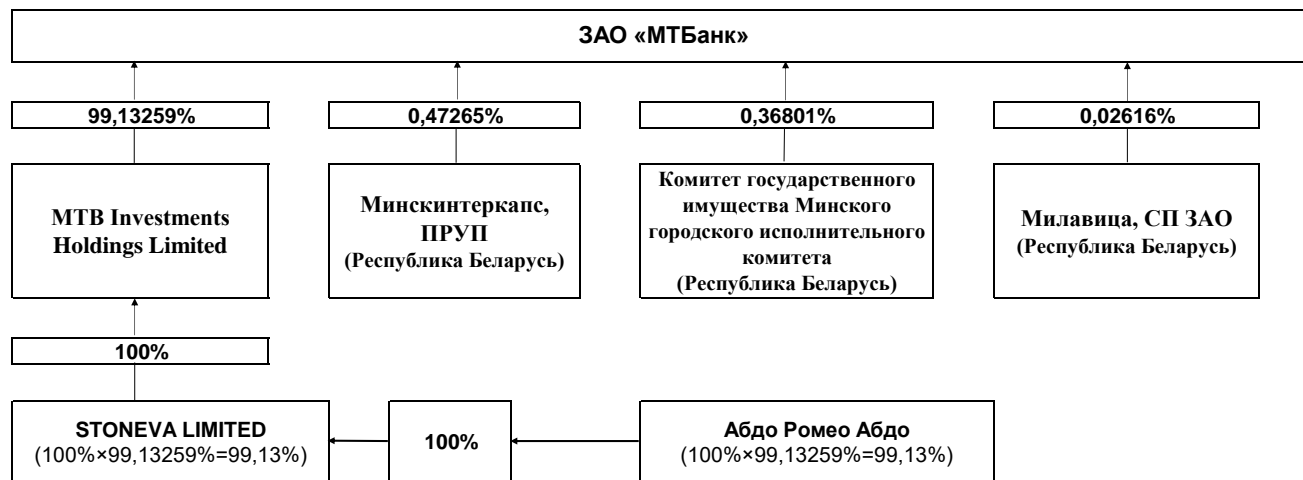 ЗАО «МТБанк»
99,13259%
0,47265%
0,36801%
0,02616%
MTB Investments
Holdings Limited
Минскинтеркапс,
ПРУП
(Республика Беларусь)
Комитет государственного
имущества Минского
городского исполнительного
комитета
(Республика Беларусь)
Милавица, СП ЗАО
(Республика Беларусь)
100%
STONEVA LIMITED
(100%×99,13259%=99,13%)
100%
Абдо Ромео Абдо
(100%×99,13259%=99,13%)